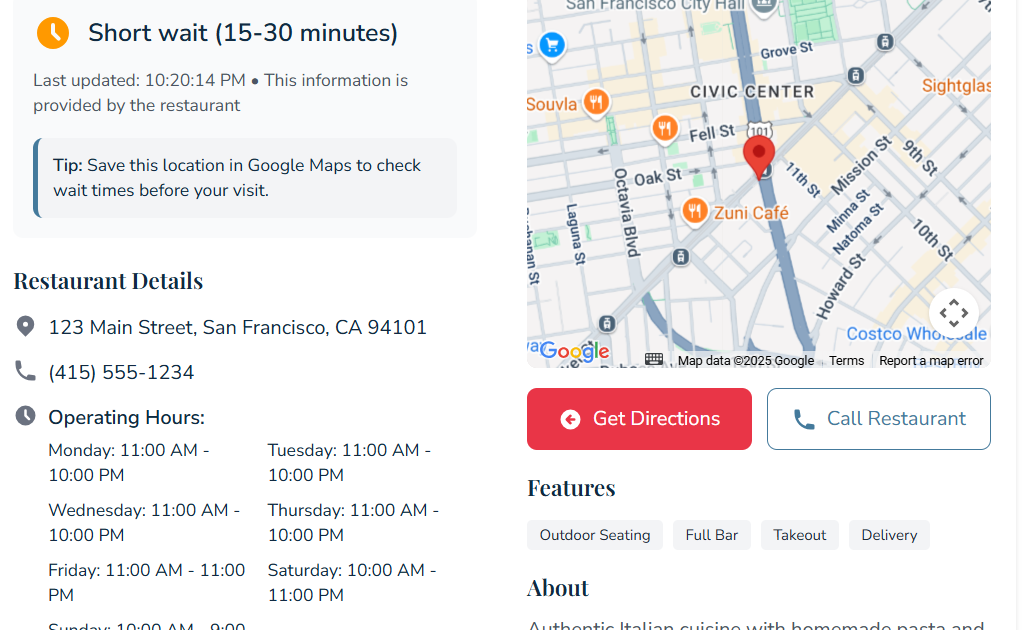 Short wait (15-30 minutes)
Last updated: 10:20:14 PM • This information is
provided by the restaurant
Tip: Save this location in Google Maps to check
wait times before your visit.
Restaurant Details
123 Main Street, San Francisco, CA 94101
(415) 555-1234
Operating Hours:
Monday: 11:00 AM -
10:00 PM
Tuesday: 11:00 AM -
10:00 PM
Wednesday: 11:00 AM -
10:00 PM
Thursday: 11:00 AM -
10:00 PM
Friday: 11:00 AM - 11:00
PM
Saturday: 10:00 AM -
11:00 PM
Sunday: 10:00 AM - 9:00
San Francisco City Hall
Grove St
CIVIC CENTER
Sightglas
Souvla
Fell St
101
Oak St
11th St
Mission St
9th St
Zuni Café
Octavia Blvd
Laguna St
Minna St
Natoma St
10th St
Howard St
Costco Wholesale
Google
Map data ©2025 Google
Terms
Report a map error
Get Directions
Call Restaurant
Features
Outdoor Seating
Full Bar
Takeout
Delivery
About
Authentic Italian cuisine with homemade pasta and